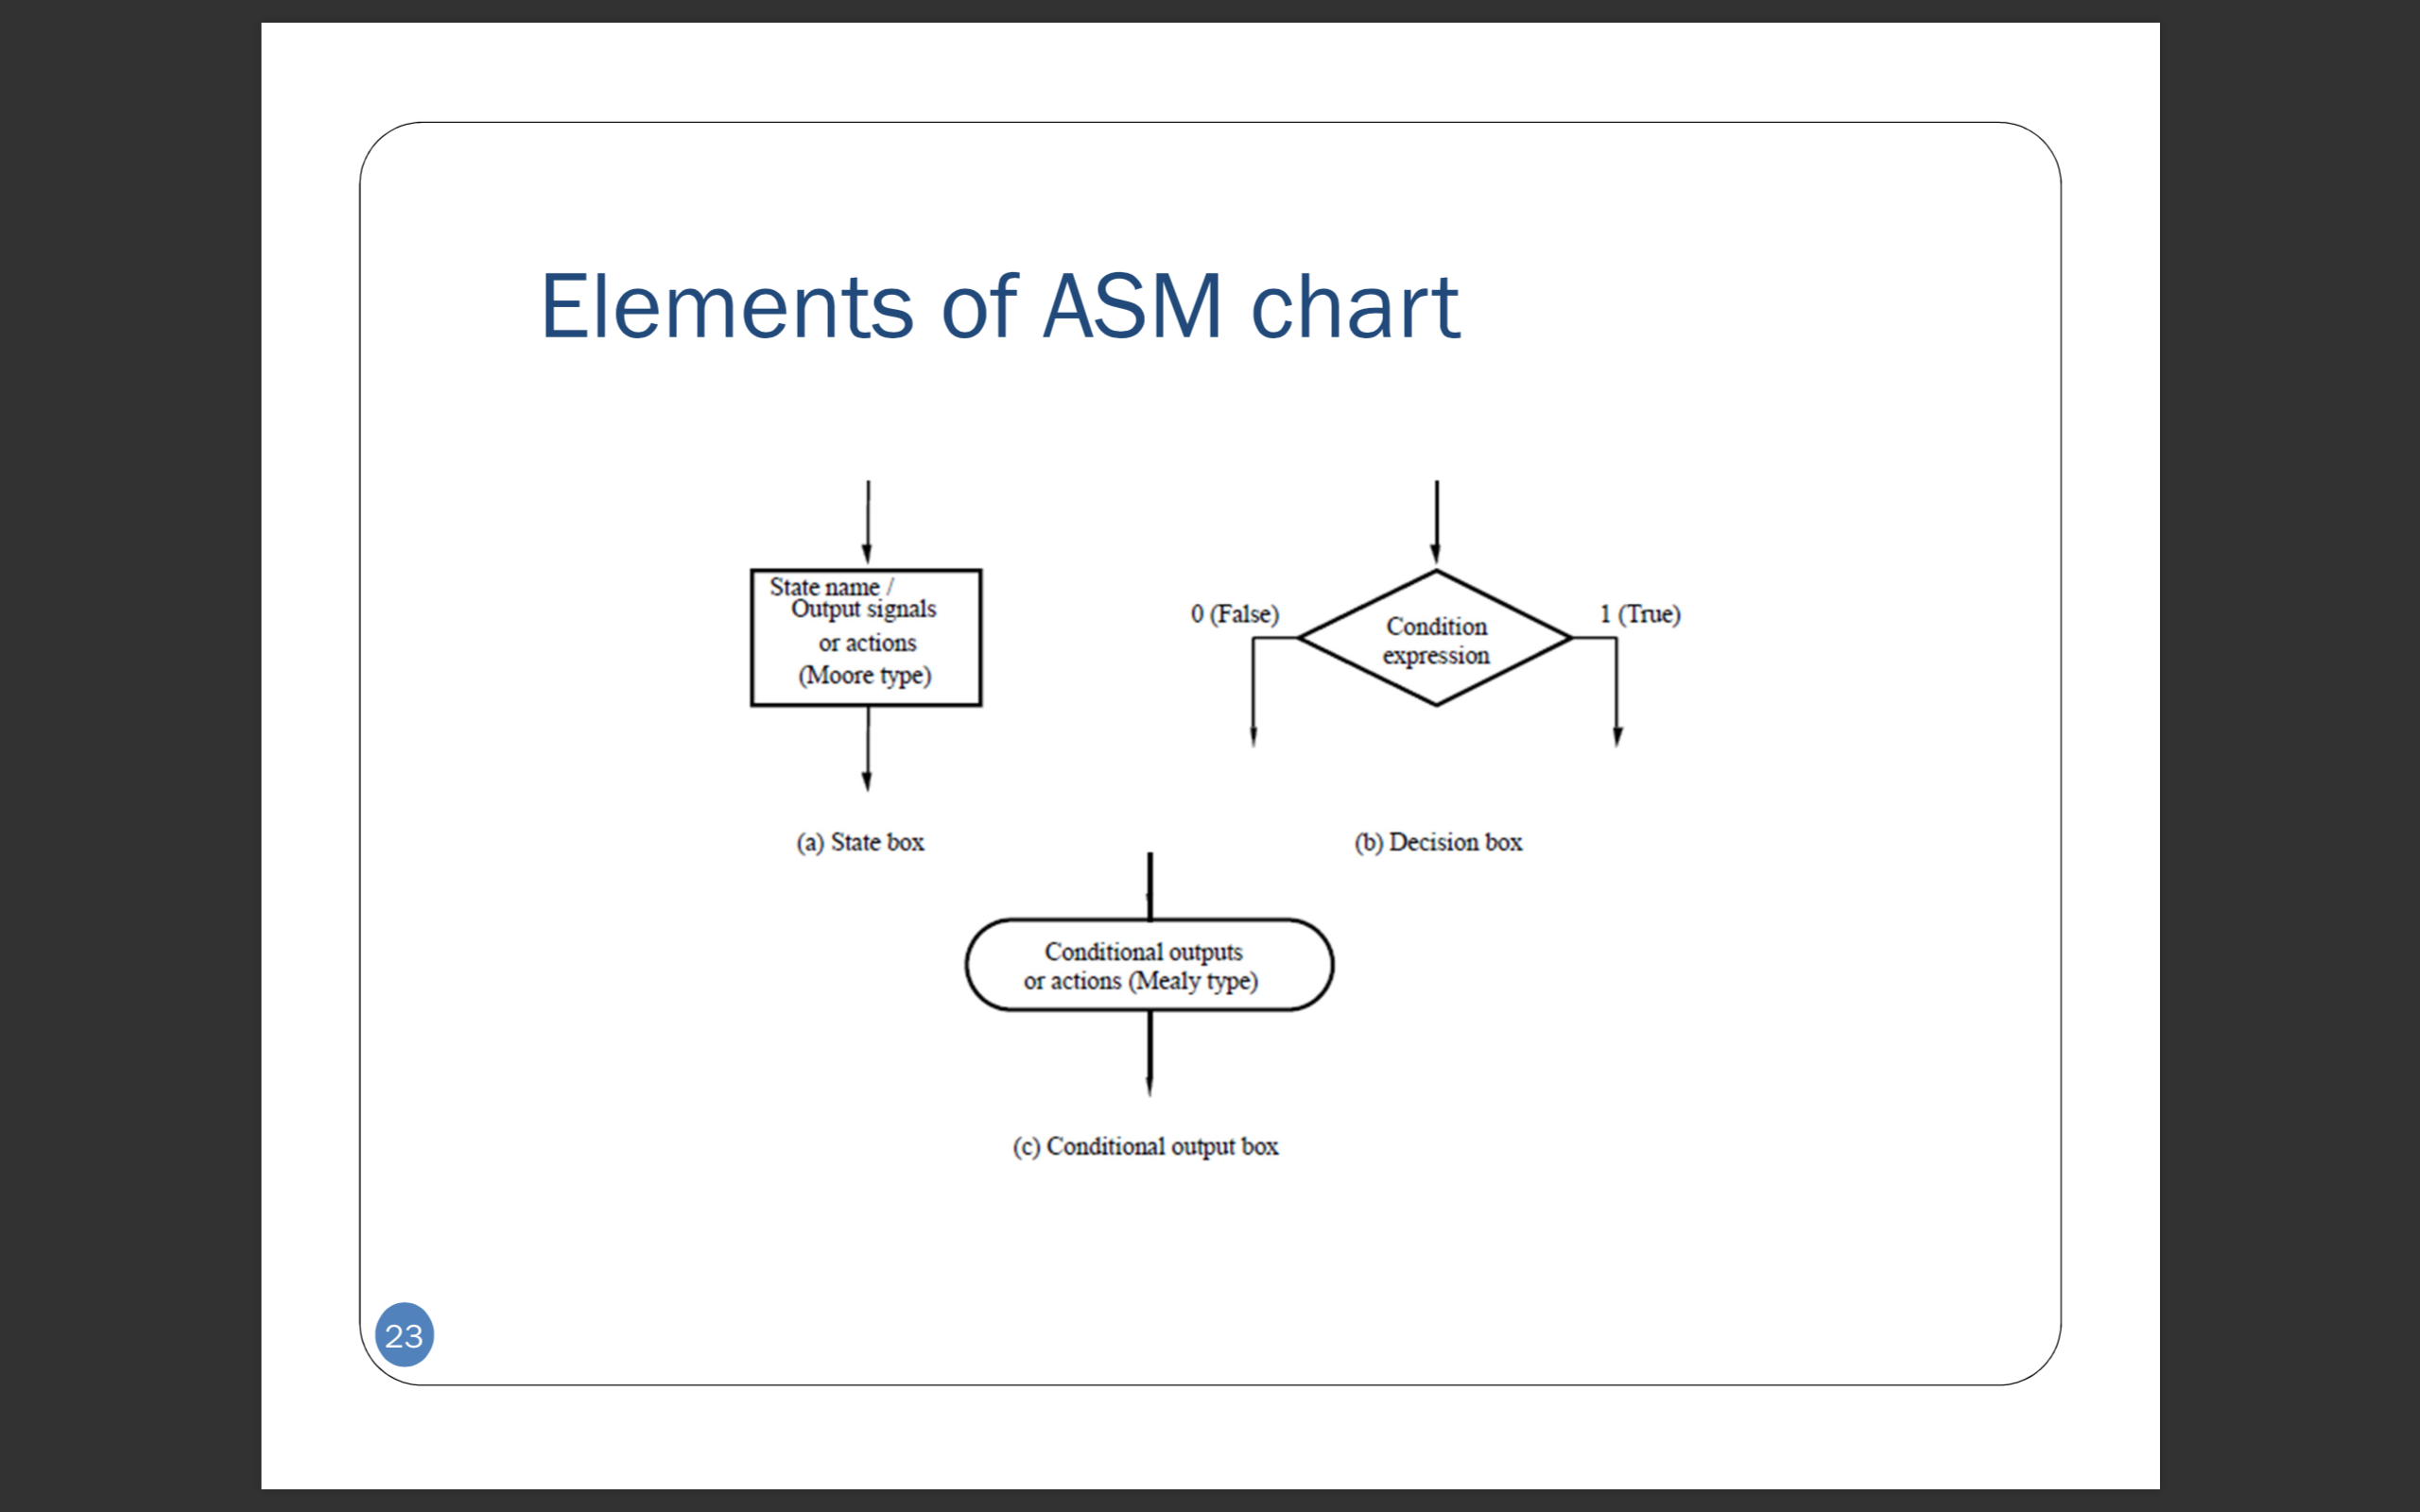 Elements of ASM chart
State name /
Output signals
or actions
(Moore type)
0 (False)
Condition
expression
1 (True)
(a) State box
(b) Decision box
Conditional outputs
or actions (Mealy type)
(c) Conditional output box
23